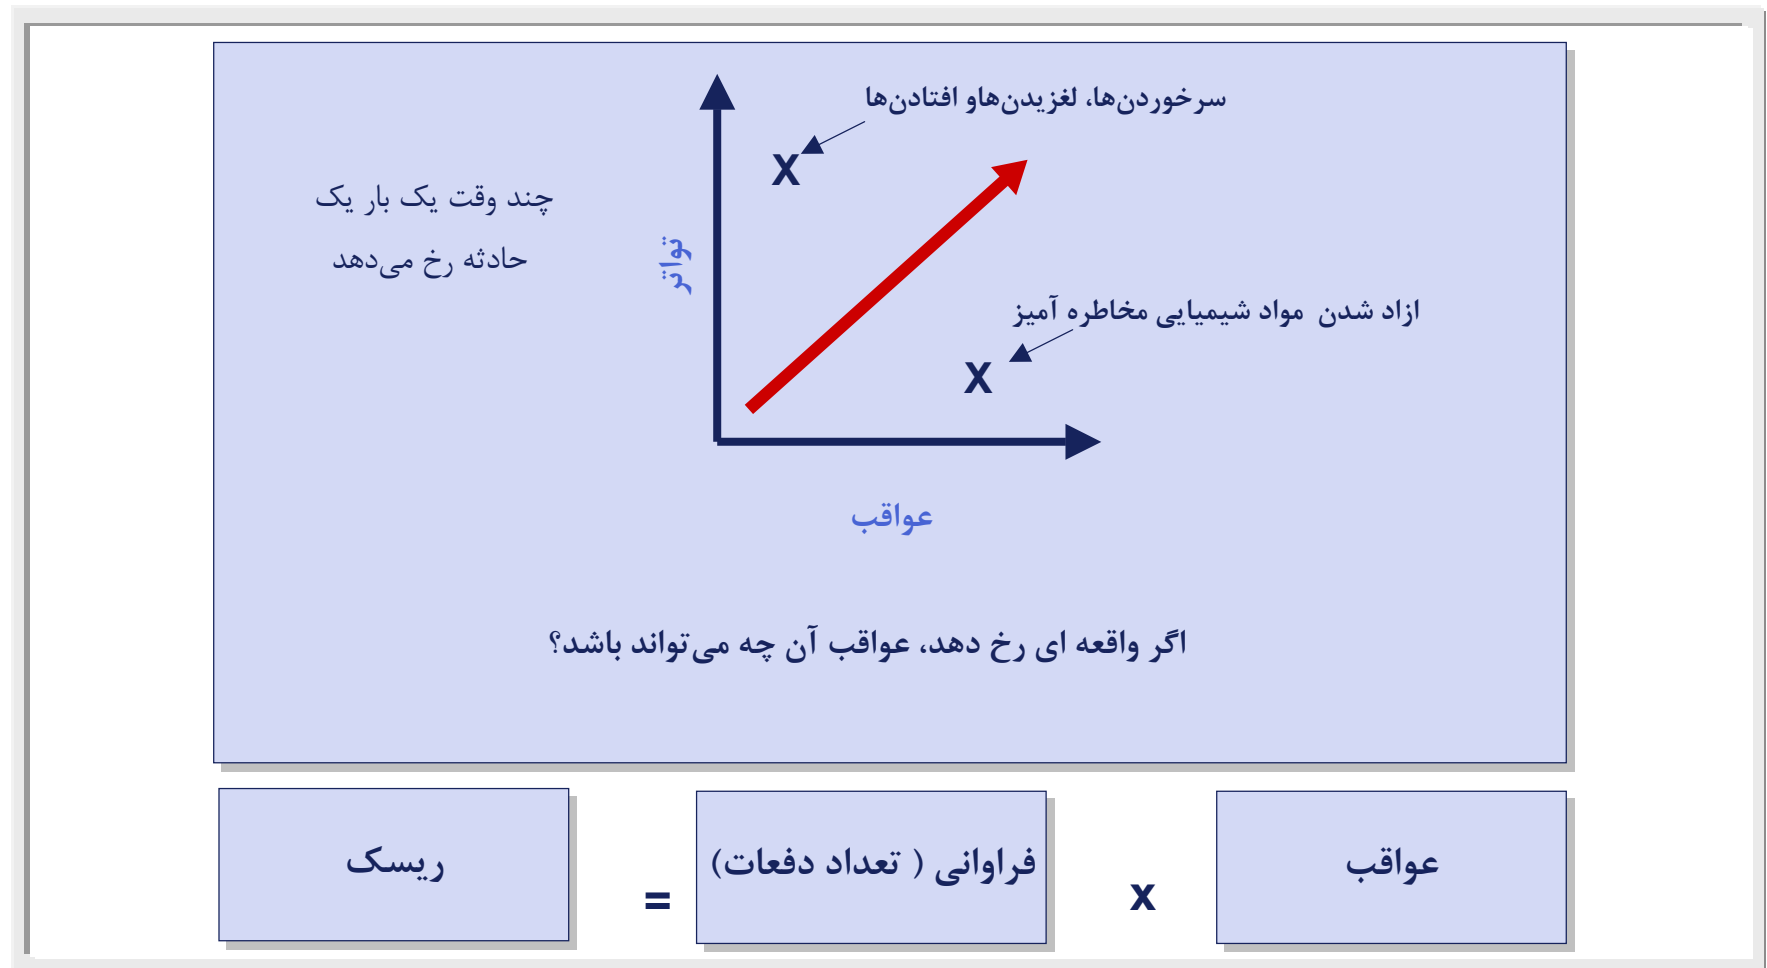 سرخوردن‌ها، لغزیدن‌هاو افتادن‌ها
X
چند وقت یک بار یک
حادثه رخ می‌دهد
تواتر
ازاد شدن مواد شیمیایی مخاطره آمیز
X
عواقب
اگر واقعه ای رخ دهد، عواقب آن چه می‌تواند باشد؟
ریسک = فراوانی ( تعداد دفعات) x عواقب